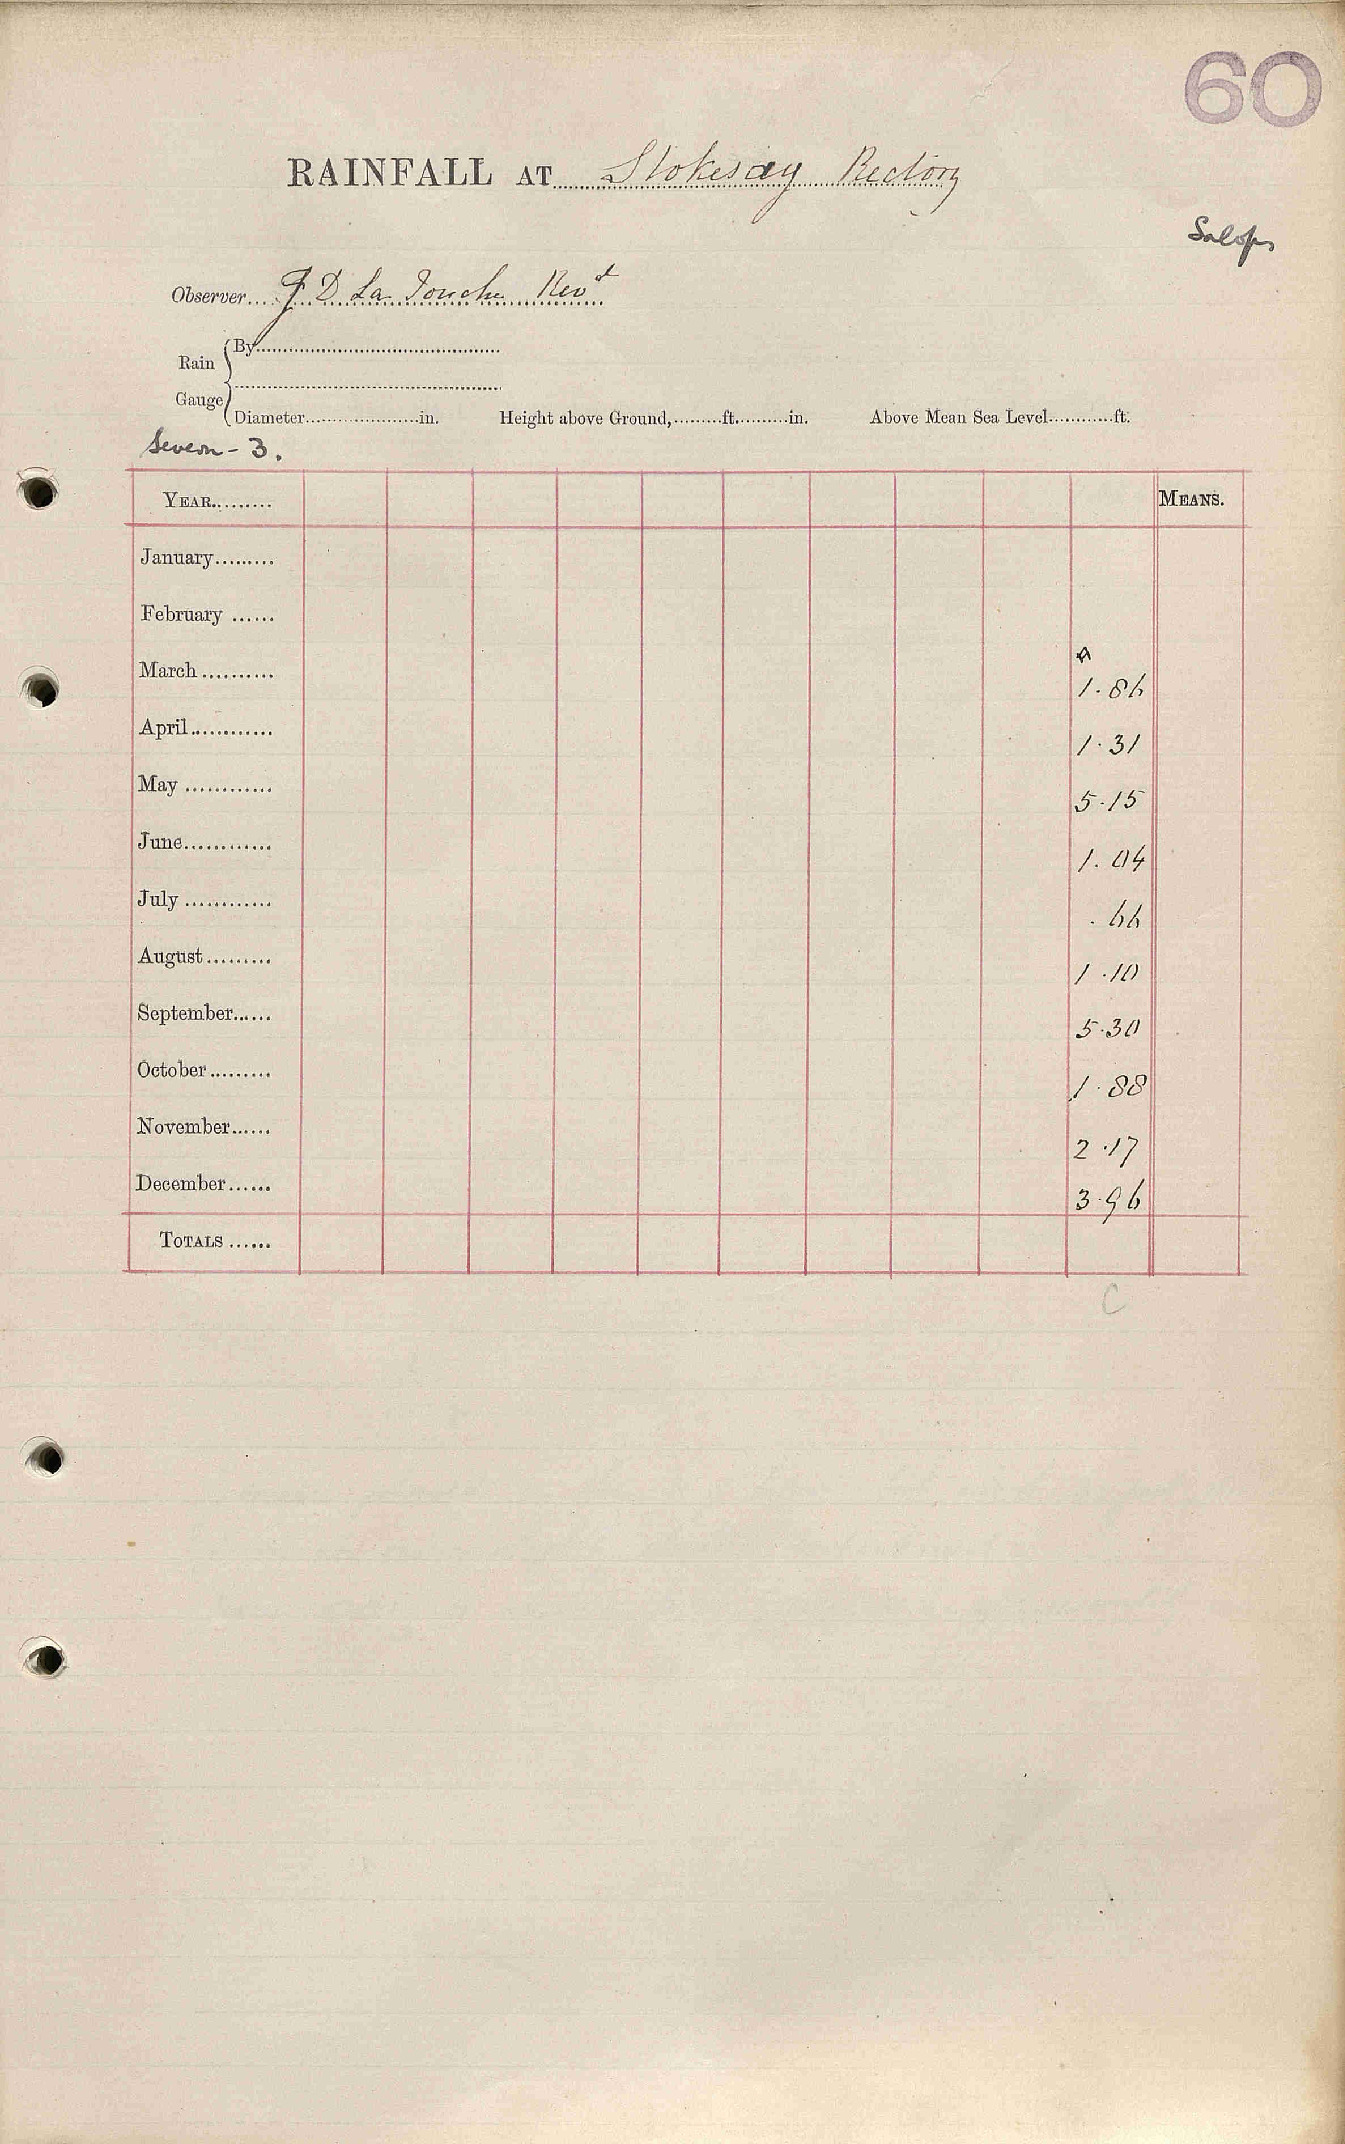 60
RAINFALL AT Stokesay Rectory
Salop
Observer J D La Touche Revd
Rain Gauge
By
Diameter in. Height above Ground, ft. in. Above Mean Sea Level ft.
Severn - 3.
YEAR MEANS.
January
February
March 1.86
April 1.31
May 5.15
June 1.04
July .66
August 1.10
September 5.30
October 1.88
November 2.17
December 3.96
TOTALS
C